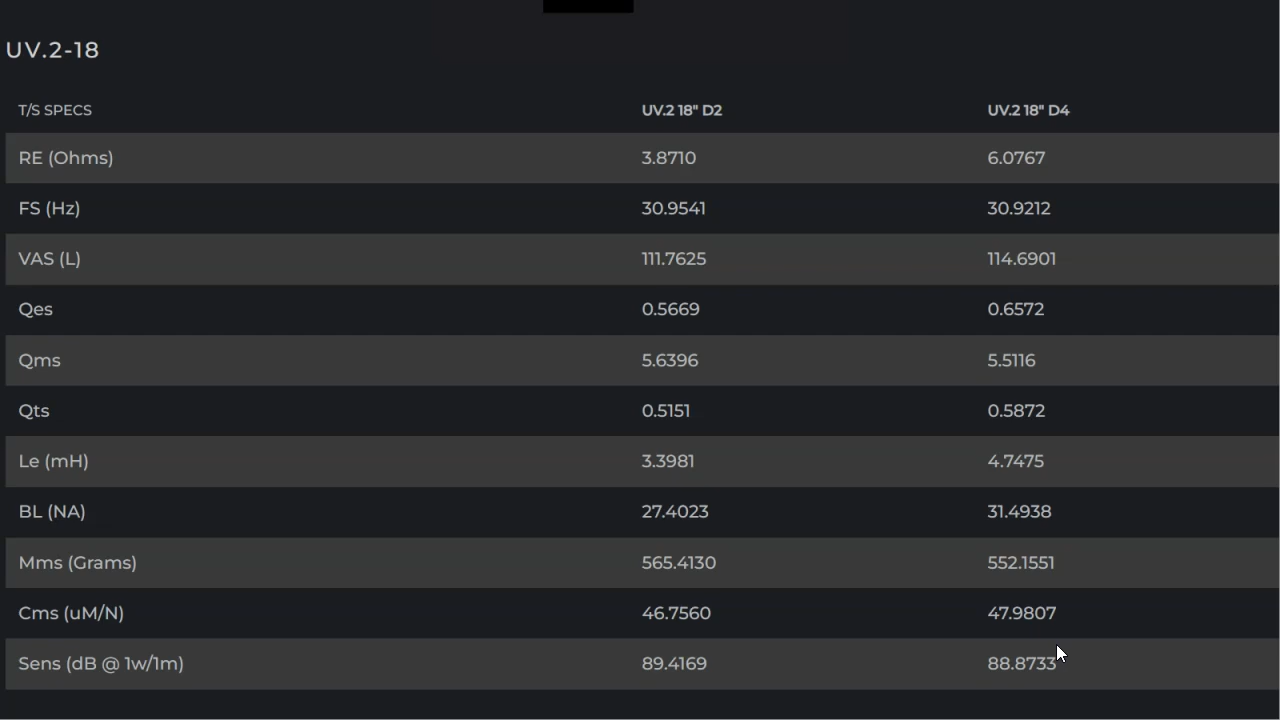 UV.2-18
T/S SPECS UV.2 18" D2 UV.2 18" D4
RE (Ohms) 3.8710 6.0767
FS (Hz) 30.9541 30.9212
VAS (L) 111.7625 114.6901
Qes 0.5669 0.6572
Qms 5.6396 5.5116
Qts 0.5151 0.5872
Le (mH) 3.3981 4.7475
BL (NA) 27.4023 31.4938
Mms (Grams) 565.4130 552.1551
Cms (uM/N) 46.7560 47.9807
Sens (dB @ 1w/1m) 89.4169 88.8733